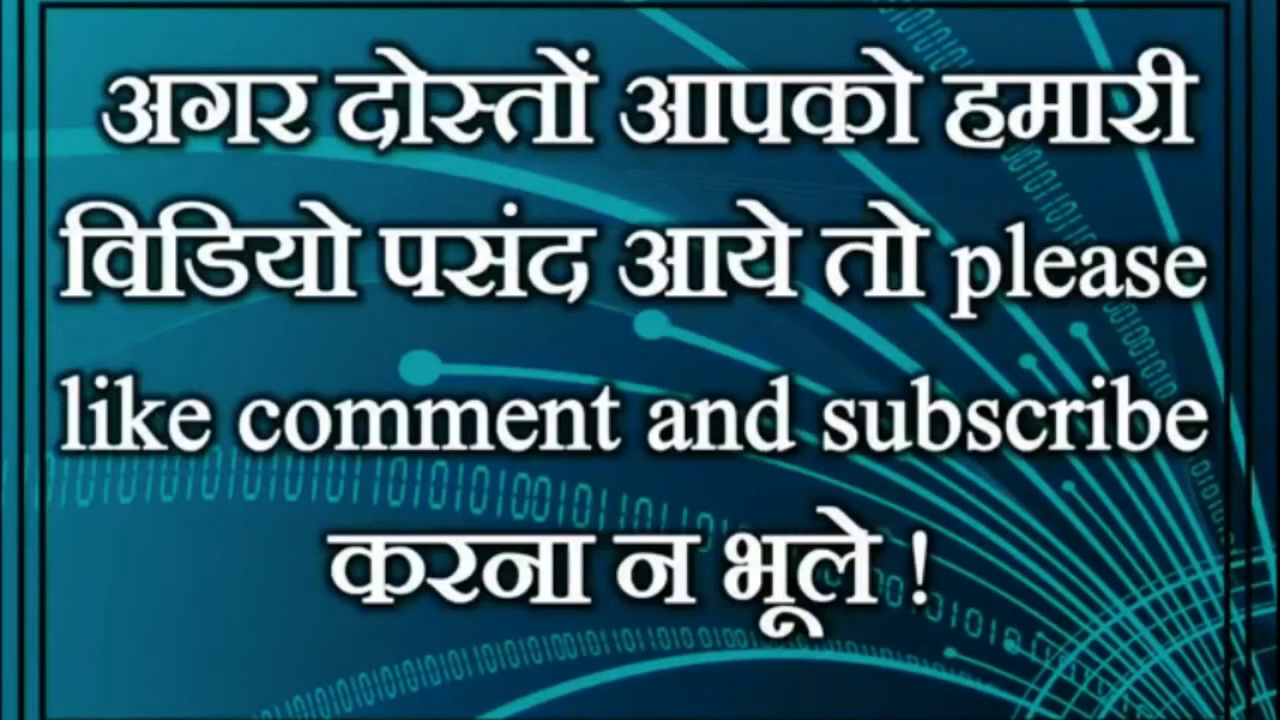 अगर दोस्तों आपको हमारी
विडियो पसंद आये तो please
like comment and subscribe
करना न भूले !